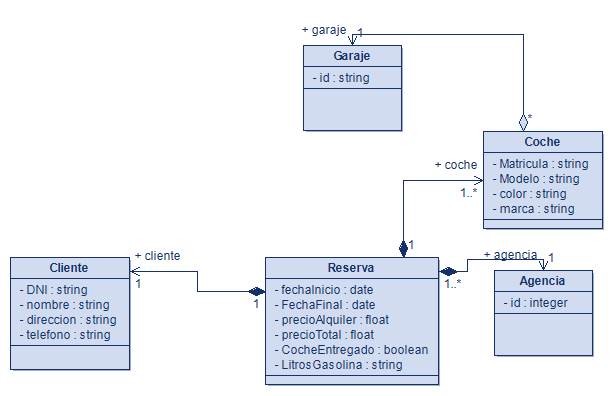 + garaje
1
Garaje
- id : string
*
Coche
- Matricula : string
- Modelo : string
- color : string
- marca : string
+ coche
1..*
1
+ cliente
1
Cliente
- DNI : string
- nombre : string
- direccion : string
- telefono : string
1
Reserva
- fechaInicio : date
- FechaFinal : date
- precioAlquiler : float
- precioTotal : float
- CocheEntregado : boolean
- LitrosGasolina : string
+ agencia
1
1..*
Agencia
- id : integer